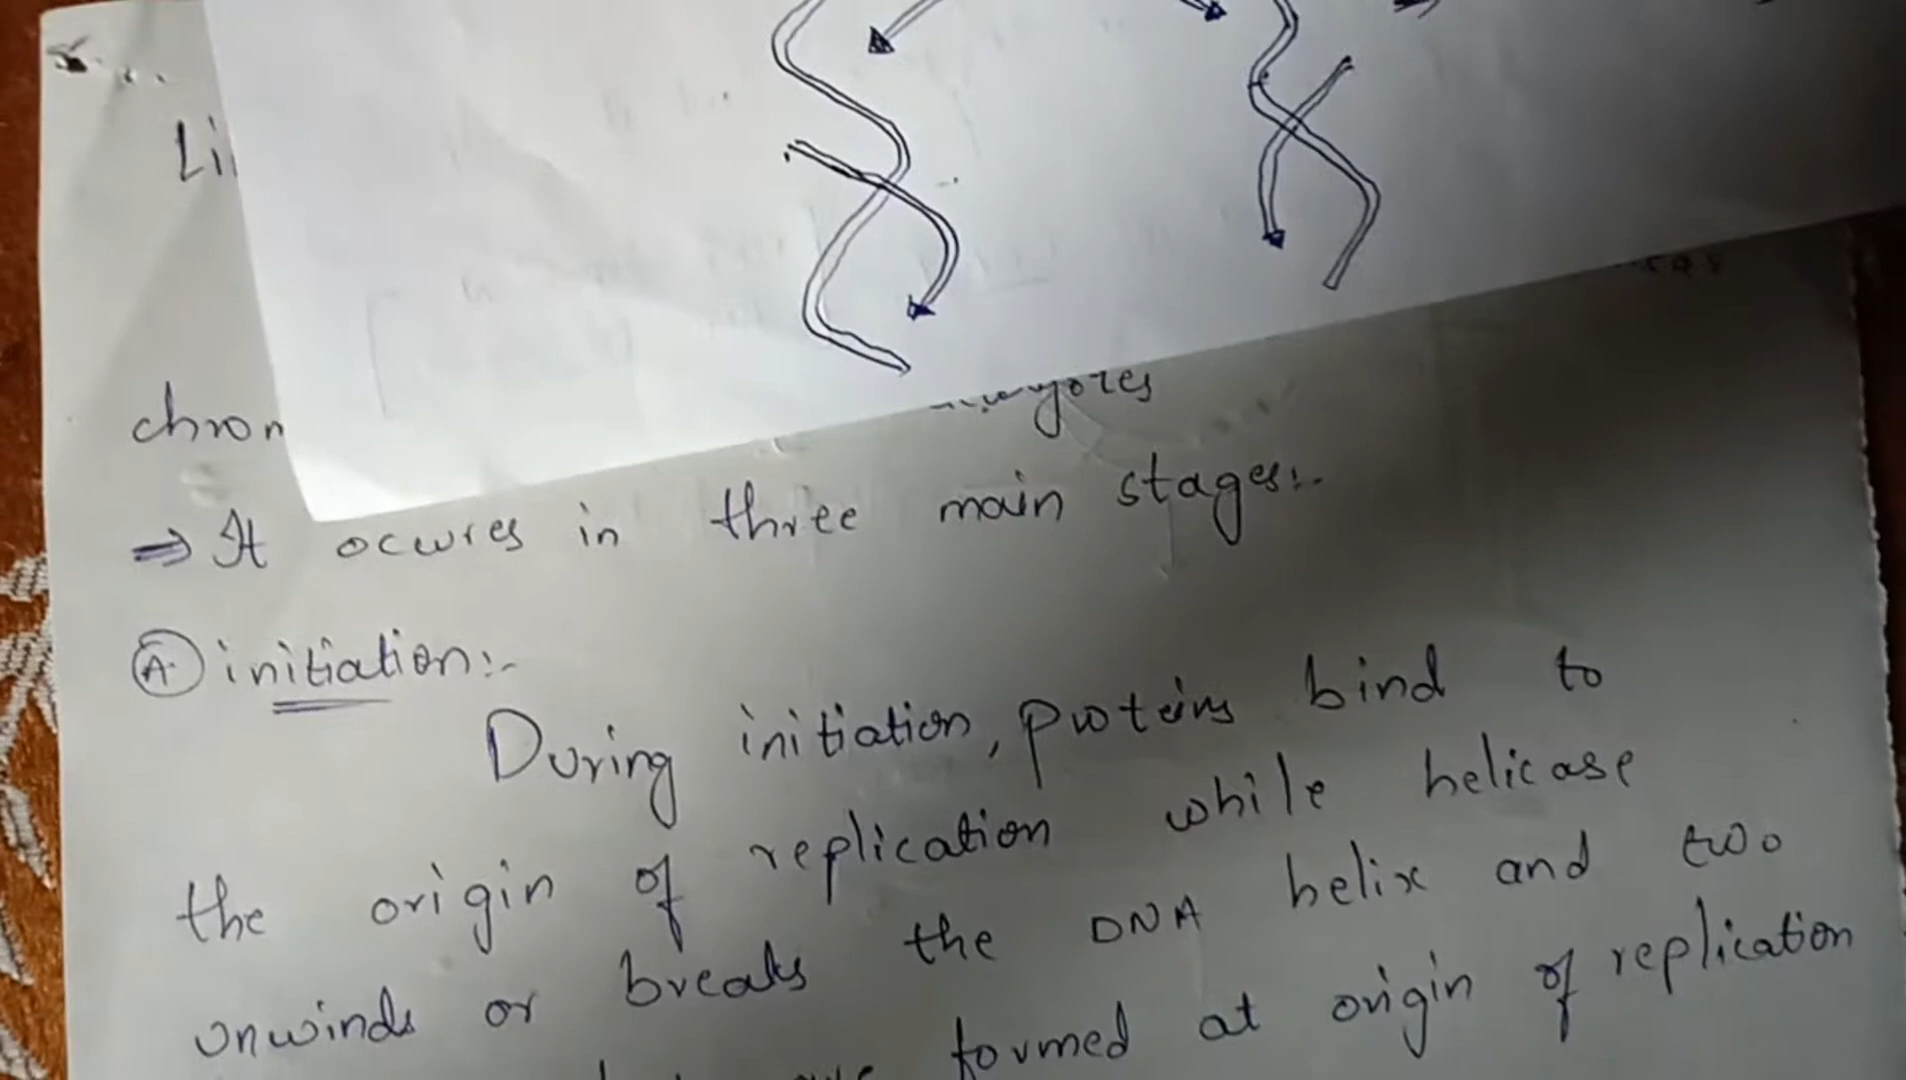 Li
chron
⇒ It ocures in three main stages:-
A. initiation:-
During initiation, proteins bind to
the origin of replication while helicase
unwinds or breaks the DNA helix and two
formed at origin of replication